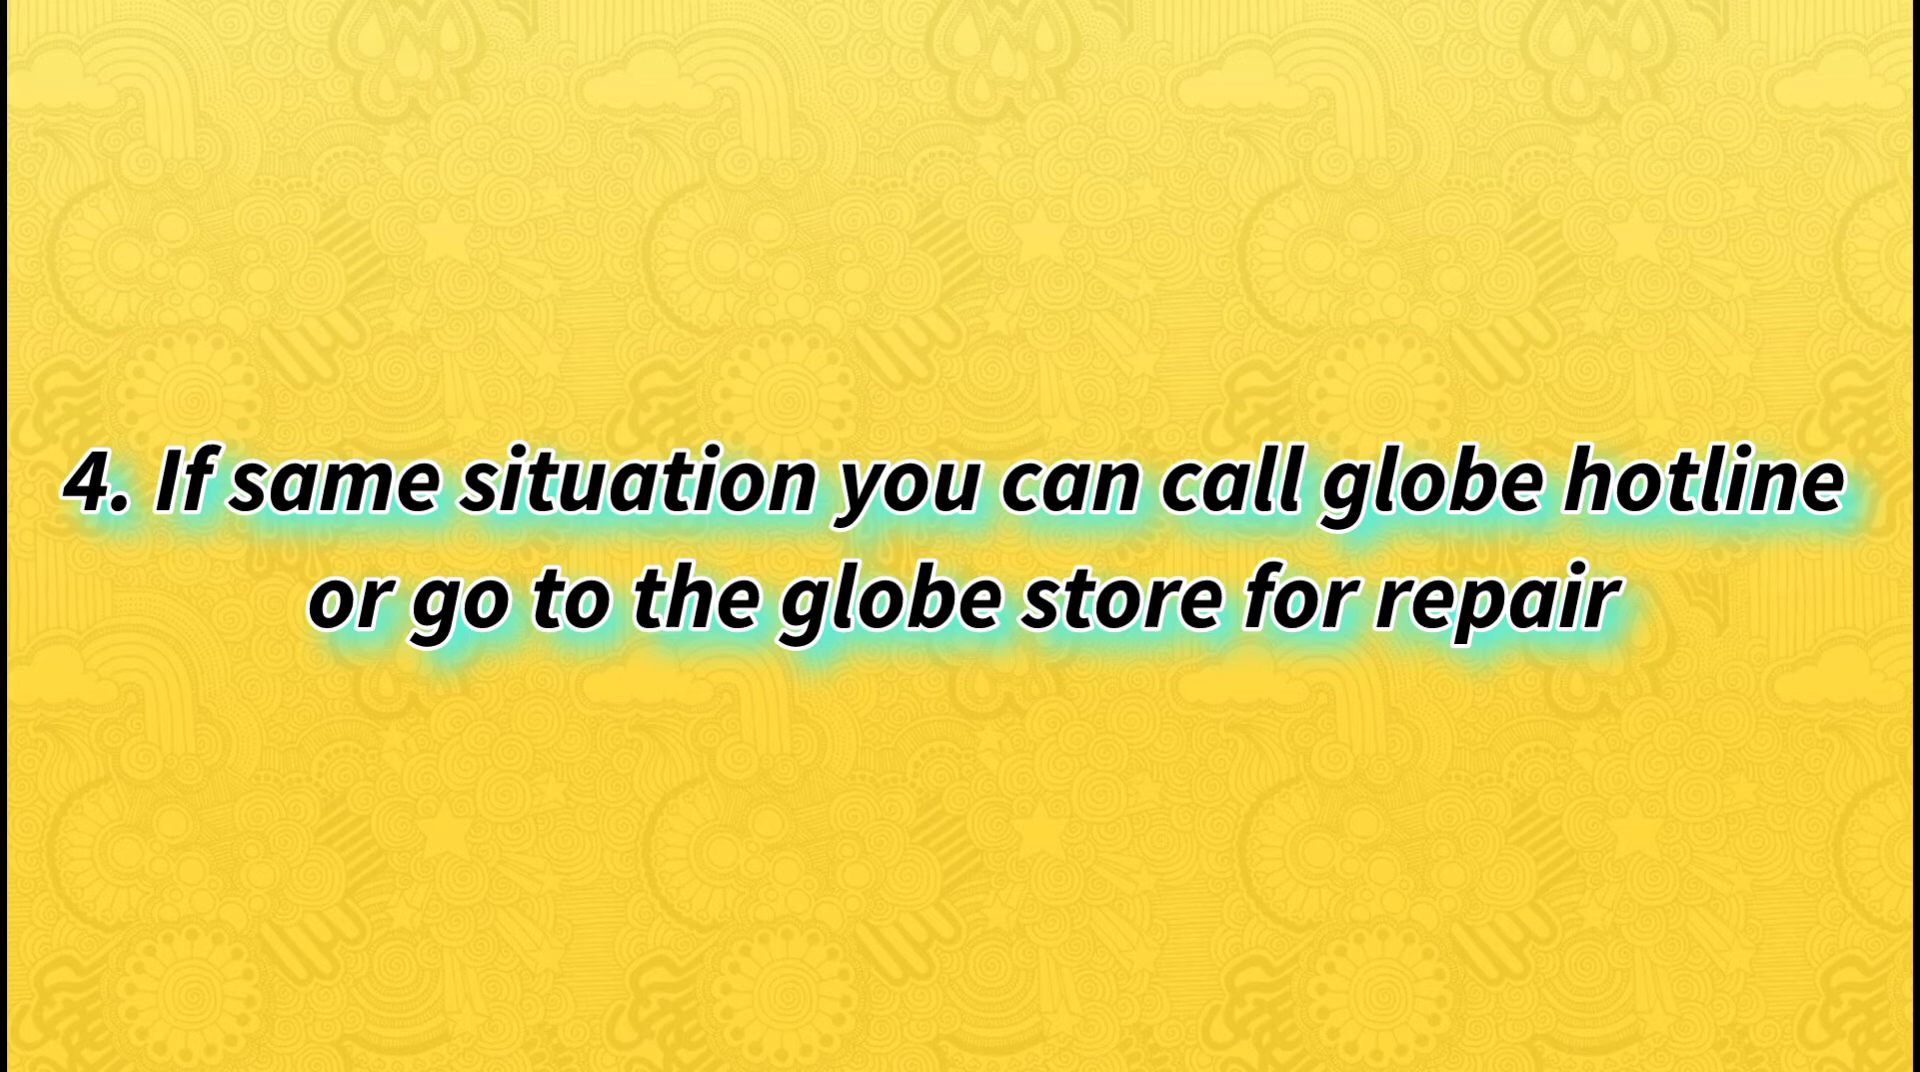 4. If same situation you can call globe hotline
or go to the globe store for repair